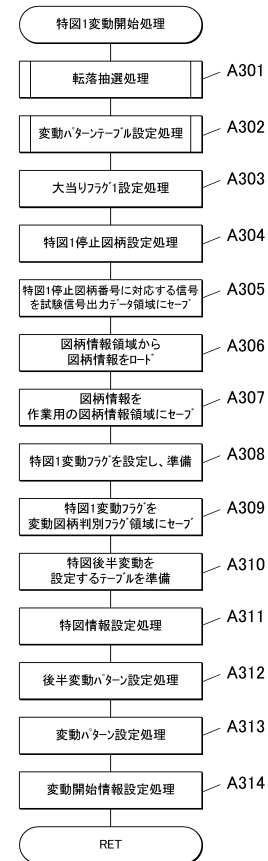 特図1変動開始処理
転落抽選処理
A301
変動パターンテーブル設定処理
A302
大当りフラグ1設定処理
A303
特図1停止図柄設定処理
A304
特図1停止図柄番号に対応する信号
を試験信号出力データ領域にセーブ
A305
図柄情報領域から
図柄情報をロード
A306
図柄情報を
作業用の図柄情報領域にセーブ
A307
特図1変動フラグを設定し、準備
A308
特図1変動フラグを
変動図柄判別フラグ領域にセーブ
A309
特図後半変動を
設定するテーブルを準備
A310
特図情報設定処理
A311
後半変動パターン設定処理
A312
変動パターン設定処理
A313
変動開始情報設定処理
A314
RET